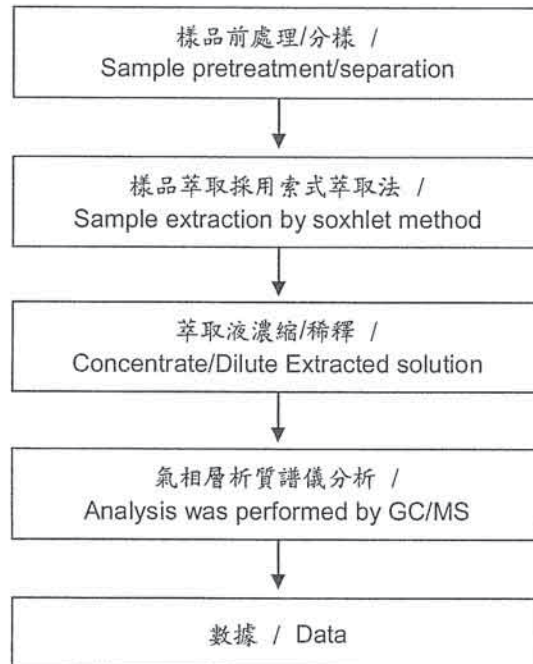 樣品前處理/分樣 /
Sample pretreatment/separation
樣品萃取採用索式萃取法 /
Sample extraction by soxhlet method
萃取液濃縮/稀釋 /
Concentrate/Dilute Extracted solution
氣相層析質譜儀分析 /
Analysis was performed by GC/MS
數據 / Data